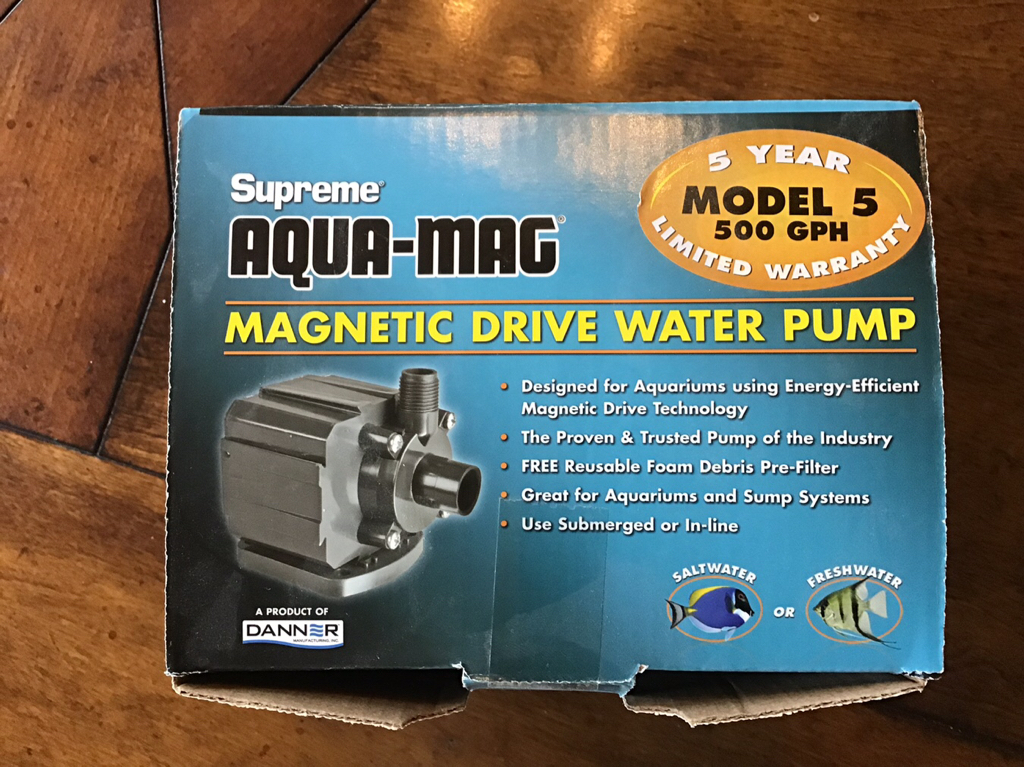 Supreme®
AQUA-MAG®
5 YEAR
MODEL 5
500 GPH
LIMITED WARRANTY
MAGNETIC DRIVE WATER PUMP
• Designed for Aquariums using Energy-Efficient
Magnetic Drive Technology
• The Proven & Trusted Pump of the Industry
• FREE Reusable Foam Debris Pre-Filter
• Great for Aquariums and Sump Systems
• Use Submerged or In-line
SALTWATER
OR
FRESHWATER
A PRODUCT OF
DANNER
MANUFACTURING, INC.